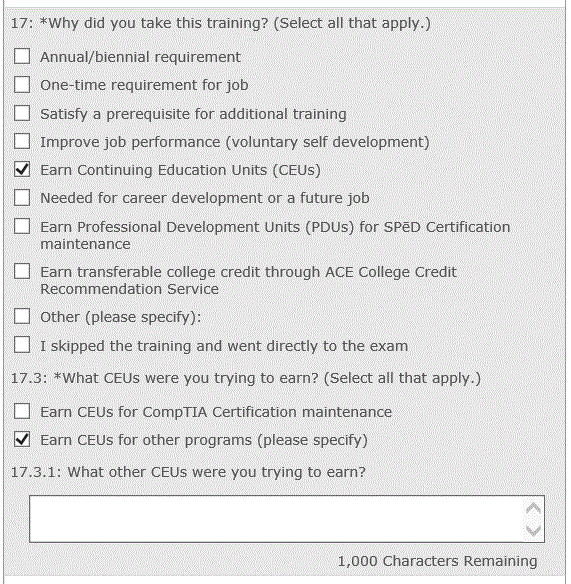 17: *Why did you take this training? (Select all that apply.)
Annual/biennial requirement
One-time requirement for job
Satisfy a prerequisite for additional training
Improve job performance (voluntary self development)
Earn Continuing Education Units (CEUs)
Needed for career development or a future job
Earn Professional Development Units (PDUs) for SPēD Certification
maintenance
Earn transferable college credit through ACE College Credit
Recommendation Service
Other (please specify):
I skipped the training and went directly to the exam
17.3: *What CEUs were you trying to earn? (Select all that apply.)
Earn CEUs for CompTIA Certification maintenance
Earn CEUs for other programs (please specify)
17.3.1: What other CEUs were you trying to earn?
1,000 Characters Remaining